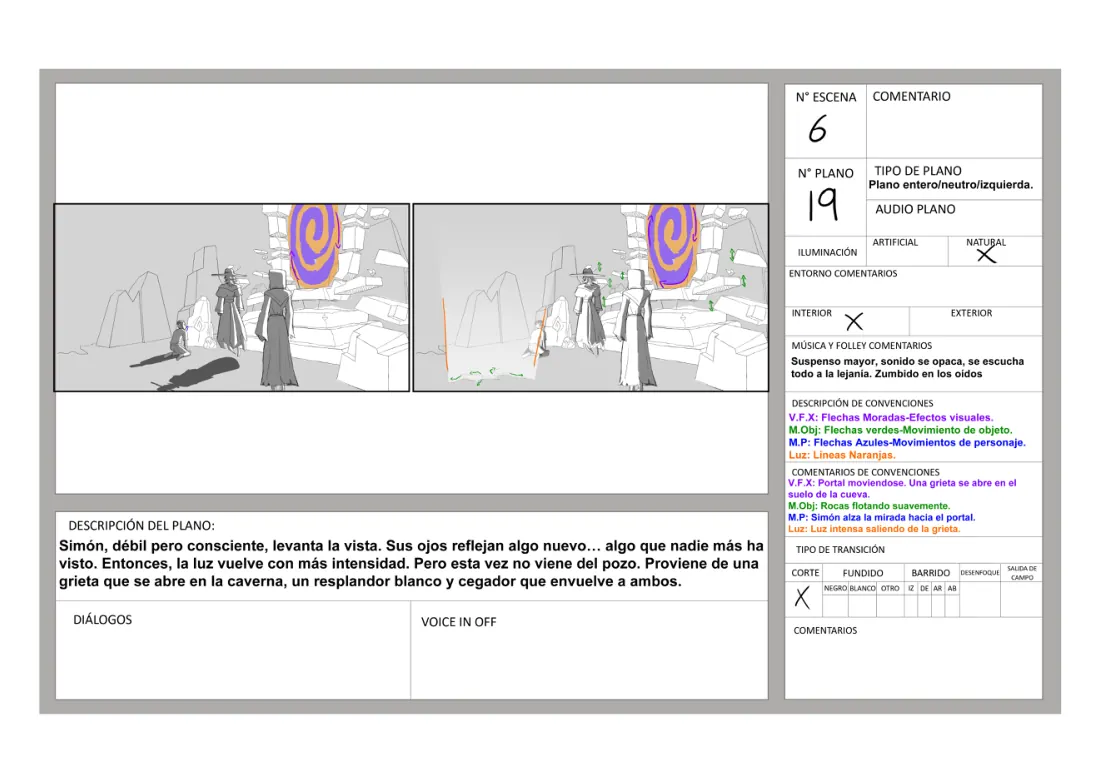 N° ESCENA
6
COMENTARIO
N° PLANO
19
TIPO DE PLANO
Plano entero/neutro/izquierda.
AUDIO PLANO
ILUMINACIÓN
ARTIFICIAL
NATURAL
X
ENTORNO COMENTARIOS
INTERIOR
X
EXTERIOR
MÚSICA Y FOLLEY COMENTARIOS
Suspenso mayor, sonido se opaca, se escucha
todo a la lejanía. Zumbido en los oídos
DESCRIPCIÓN DE CONVENCIONES
V.F.X: Flechas Moradas-Efectos visuales.
M.Obj: Flechas verdes-Movimiento de objeto.
M.P: Flechas Azules-Movimientos de personaje.
Luz: Líneas Naranjas.
COMENTARIOS DE CONVENCIONES
V.F.X: Portal moviendose. Una grieta se abre en el
suelo de la cueva.
M.Obj: Rocas flotando suavemente.
M.P: Simón alza la mirada hacia el portal.
Luz: Luz intensa saliendo de la grieta.
TIPO DE TRANSICIÓN
CORTE
X
FUNDIDO
NEGRO BLANCO OTRO
BARRIDO
IZ DE AR AB
DESENFOQUE
SALIDA DE
CAMPO
COMENTARIOS
DESCRIPCIÓN DEL PLANO:
Simón, débil pero consciente, levanta la vista. Sus ojos reflejan algo nuevo… algo que nadie más ha
visto. Entonces, la luz vuelve con más intensidad. Pero esta vez no viene del pozo. Proviene de una
grieta que se abre en la caverna, un resplandor blanco y cegador que envuelve a ambos.
DIÁLOGOS
VOICE IN OFF